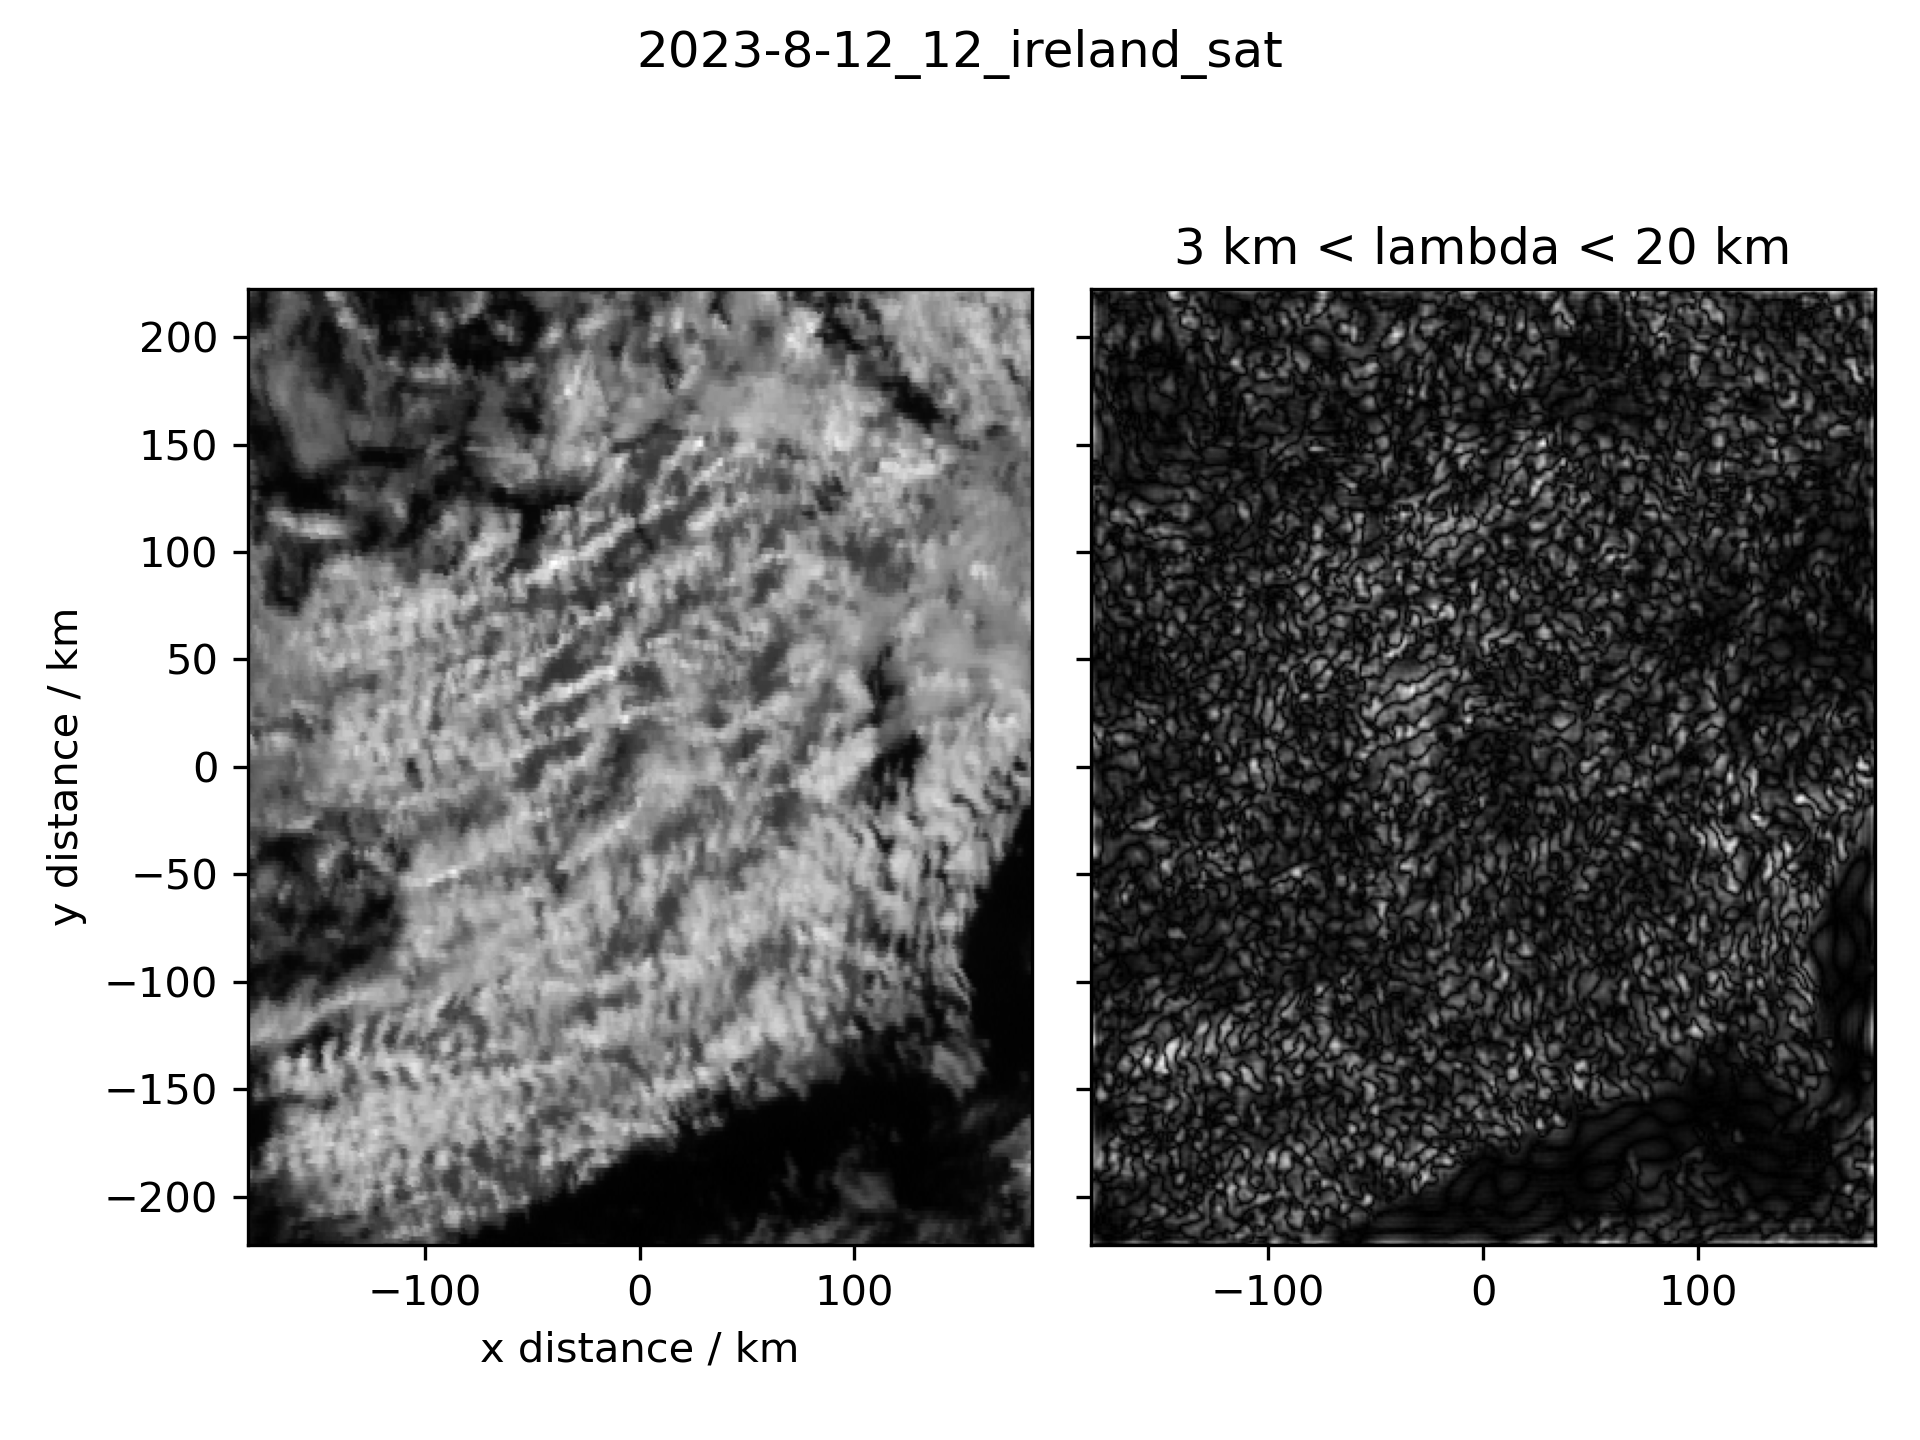 2023-8-12_12_ireland_sat
3 km < lambda < 20 km
200
150
100
50
0
−50
−100
−150
−200
y distance / km
−100 0 100
−100 0 100
x distance / km